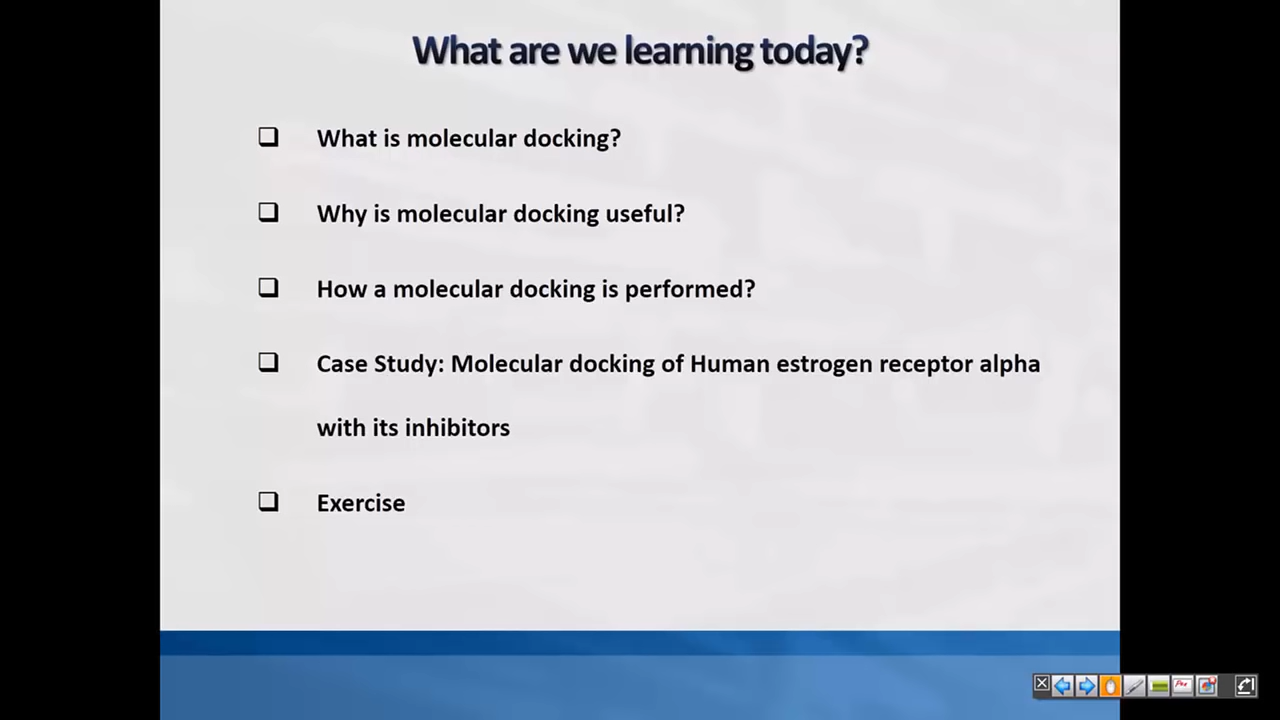 What are we learning today?
What is molecular docking?
Why is molecular docking useful?
How a molecular docking is performed?
Case Study: Molecular docking of Human estrogen receptor alpha
with its inhibitors
Exercise